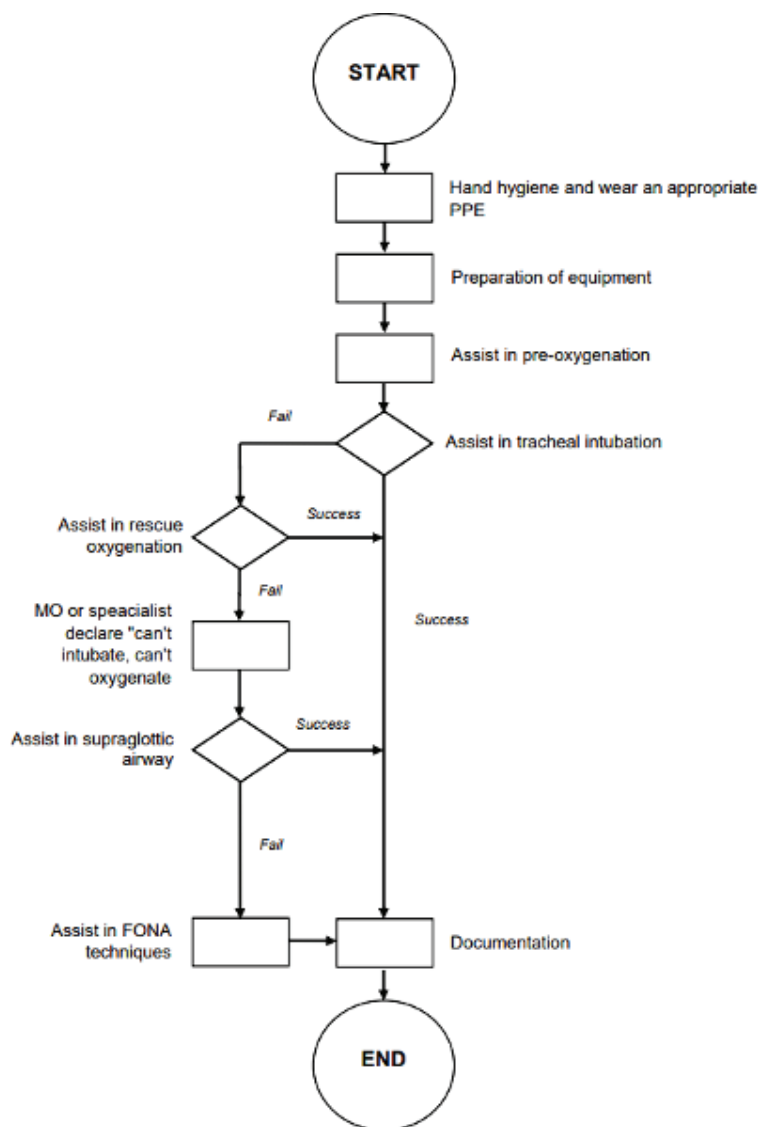 START
Hand hygiene and wear an appropriate
PPE
Preparation of equipment
Assist in pre-oxygenation
Fail
Assist in tracheal intubation
Assist in rescue
oxygenation
Success
Fail
MO or speacialist
declare "can't
intubate, can't
oxygenate
Success
Assist in supraglottic
airway
Success
Fail
Assist in FONA
techniques
Documentation
END